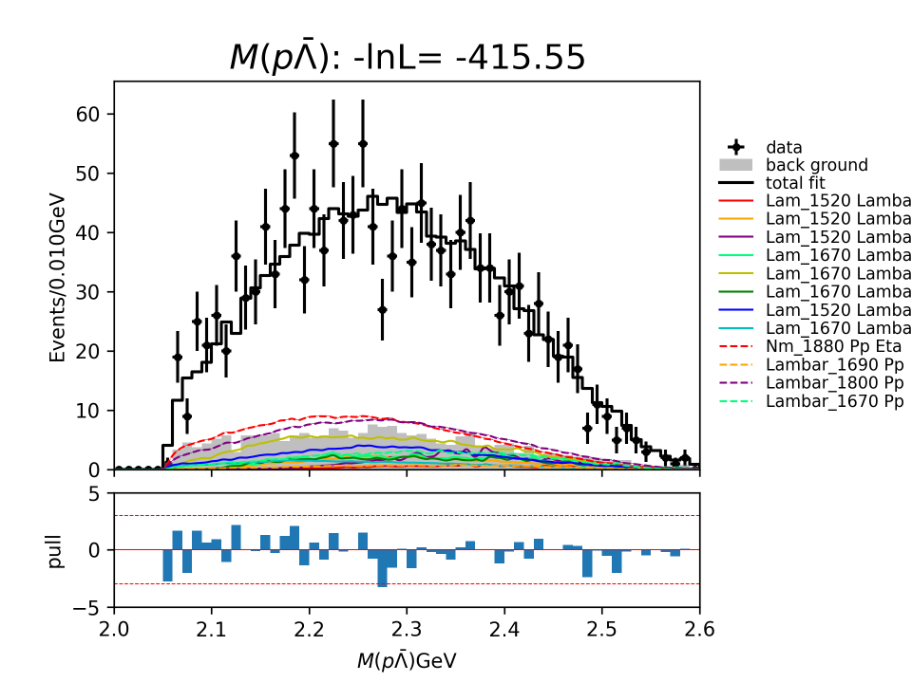 M(pΛ̄): -lnL= -415.55
60
50
40
30
20
10
0
Events/0.010GeV
data
back ground
total fit
Lam_1520 Lamba
Lam_1520 Lamba
Lam_1520 Lamba
Lam_1670 Lamba
Lam_1670 Lamba
Lam_1670 Lamba
Lam_1520 Lamba
Lam_1670 Lamba
Nm_1880 Pp Eta
Lambar_1690 Pp
Lambar_1800 Pp
Lambar_1670 Pp
5
0
−5
pull
2.0 2.1 2.2 2.3 2.4 2.5 2.6
M(pΛ̄)GeV